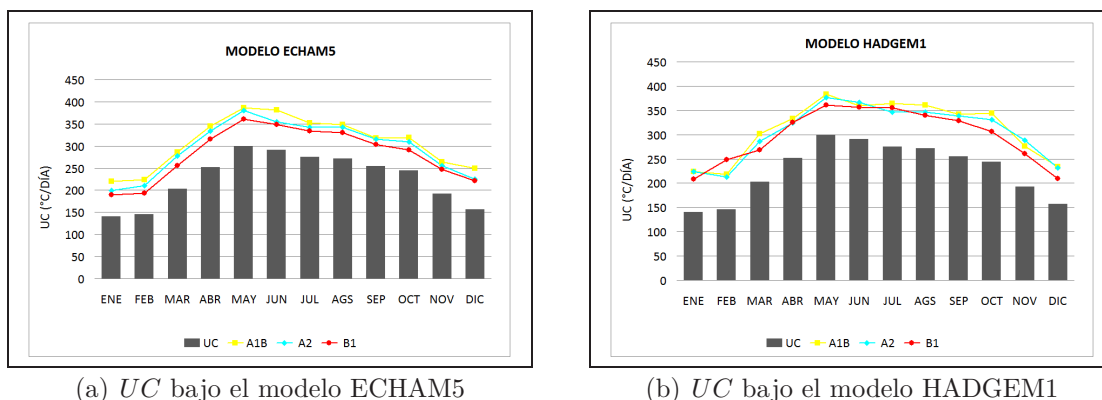 MODELO ECHAM5
UC (°C/DÍA)
450
400
350
300
250
200
150
100
50
0
ENE FEB MAR ABR MAY JUN JUL AGS SEP OCT NOV DIC
UC A1B A2 B1
(a) UC bajo el modelo ECHAM5
MODELO HADGEM1
UC (°C/DÍA)
450
400
350
300
250
200
150
100
50
0
ENE FEB MAR ABR MAY JUN JUL AGS SEP OCT NOV DIC
UC A1B A2 B1
(b) UC bajo el modelo HADGEM1